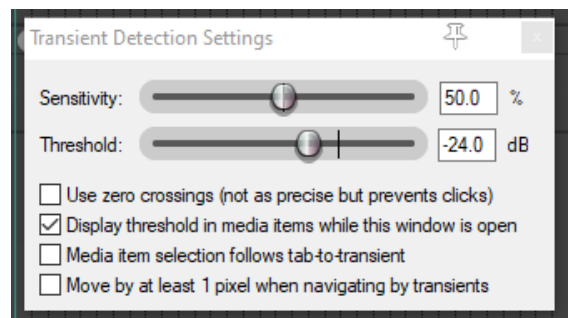 Transient Detection Settings
Sensitivity: 50.0 %
Threshold: -24.0 dB
Use zero crossings (not as precise but prevents clicks)
Display threshold in media items while this window is open
Media item selection follows tab-to-transient
Move by at least 1 pixel when navigating by transients